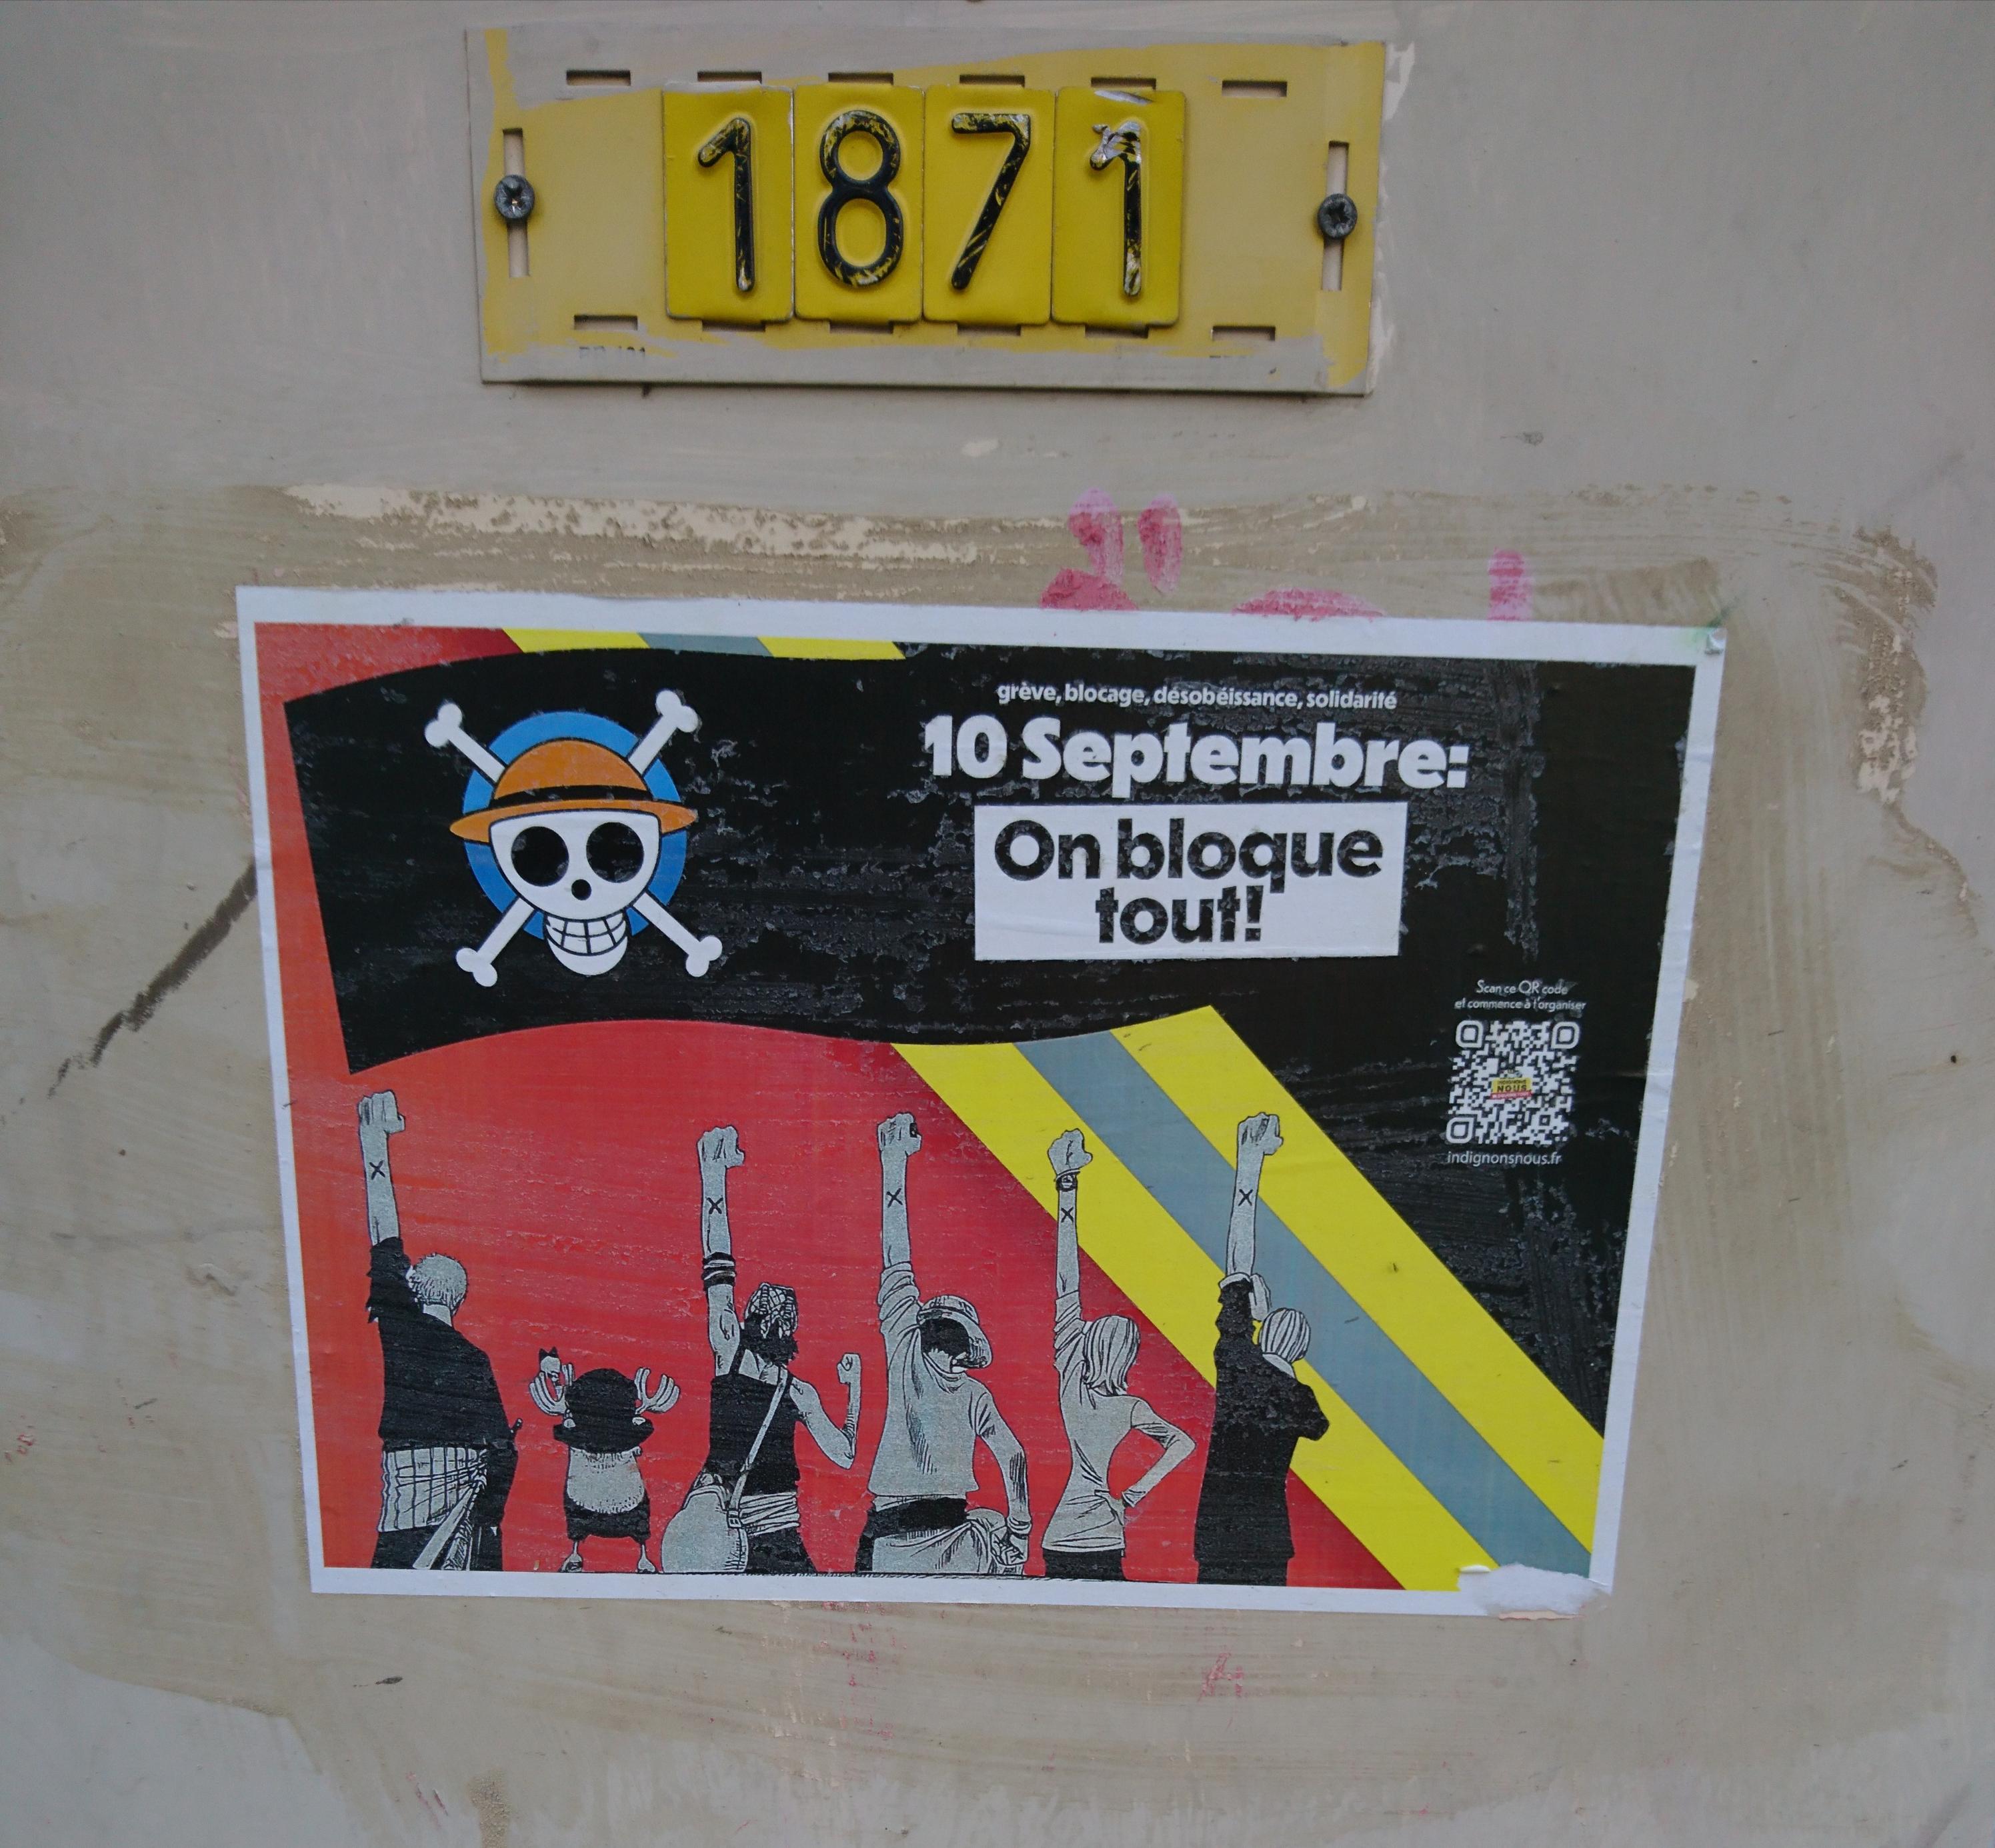 1871
grève, blocage, désobéissance, solidarité
10 Septembre:
On bloque
tout!
Scan ce QR code
et commence à t'organiser
NOUS
indignonsnous.fr